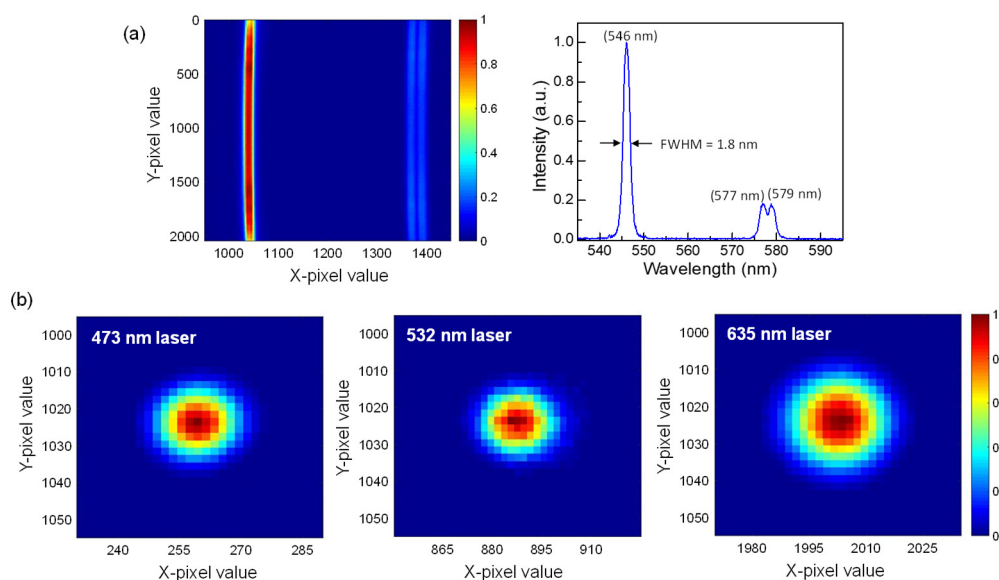 (a)
0
500
1000
1500
2000
Y-pixel value
1000 1100 1200 1300 1400
X-pixel value
1
0.8
0.6
0.4
0.2
0
(546 nm)
1.0
0.8
0.6
0.4
0.2
0.0
Intensity (a.u.)
FWHM = 1.8 nm
(577 nm) (579 nm)
540 550 560 570 580 590
Wavelength (nm)
(b)
473 nm laser
1000
1010
1020
1030
1040
1050
Y-pixel value
240 255 270 285
X-pixel value
532 nm laser
1000
1010
1020
1030
1040
1050
Y-pixel value
865 880 895 910
X-pixel value
635 nm laser
1000
1010
1020
1030
1040
1050
Y-pixel value
1980 1995 2010 2025
X-pixel value
1
0
0
0
0
0